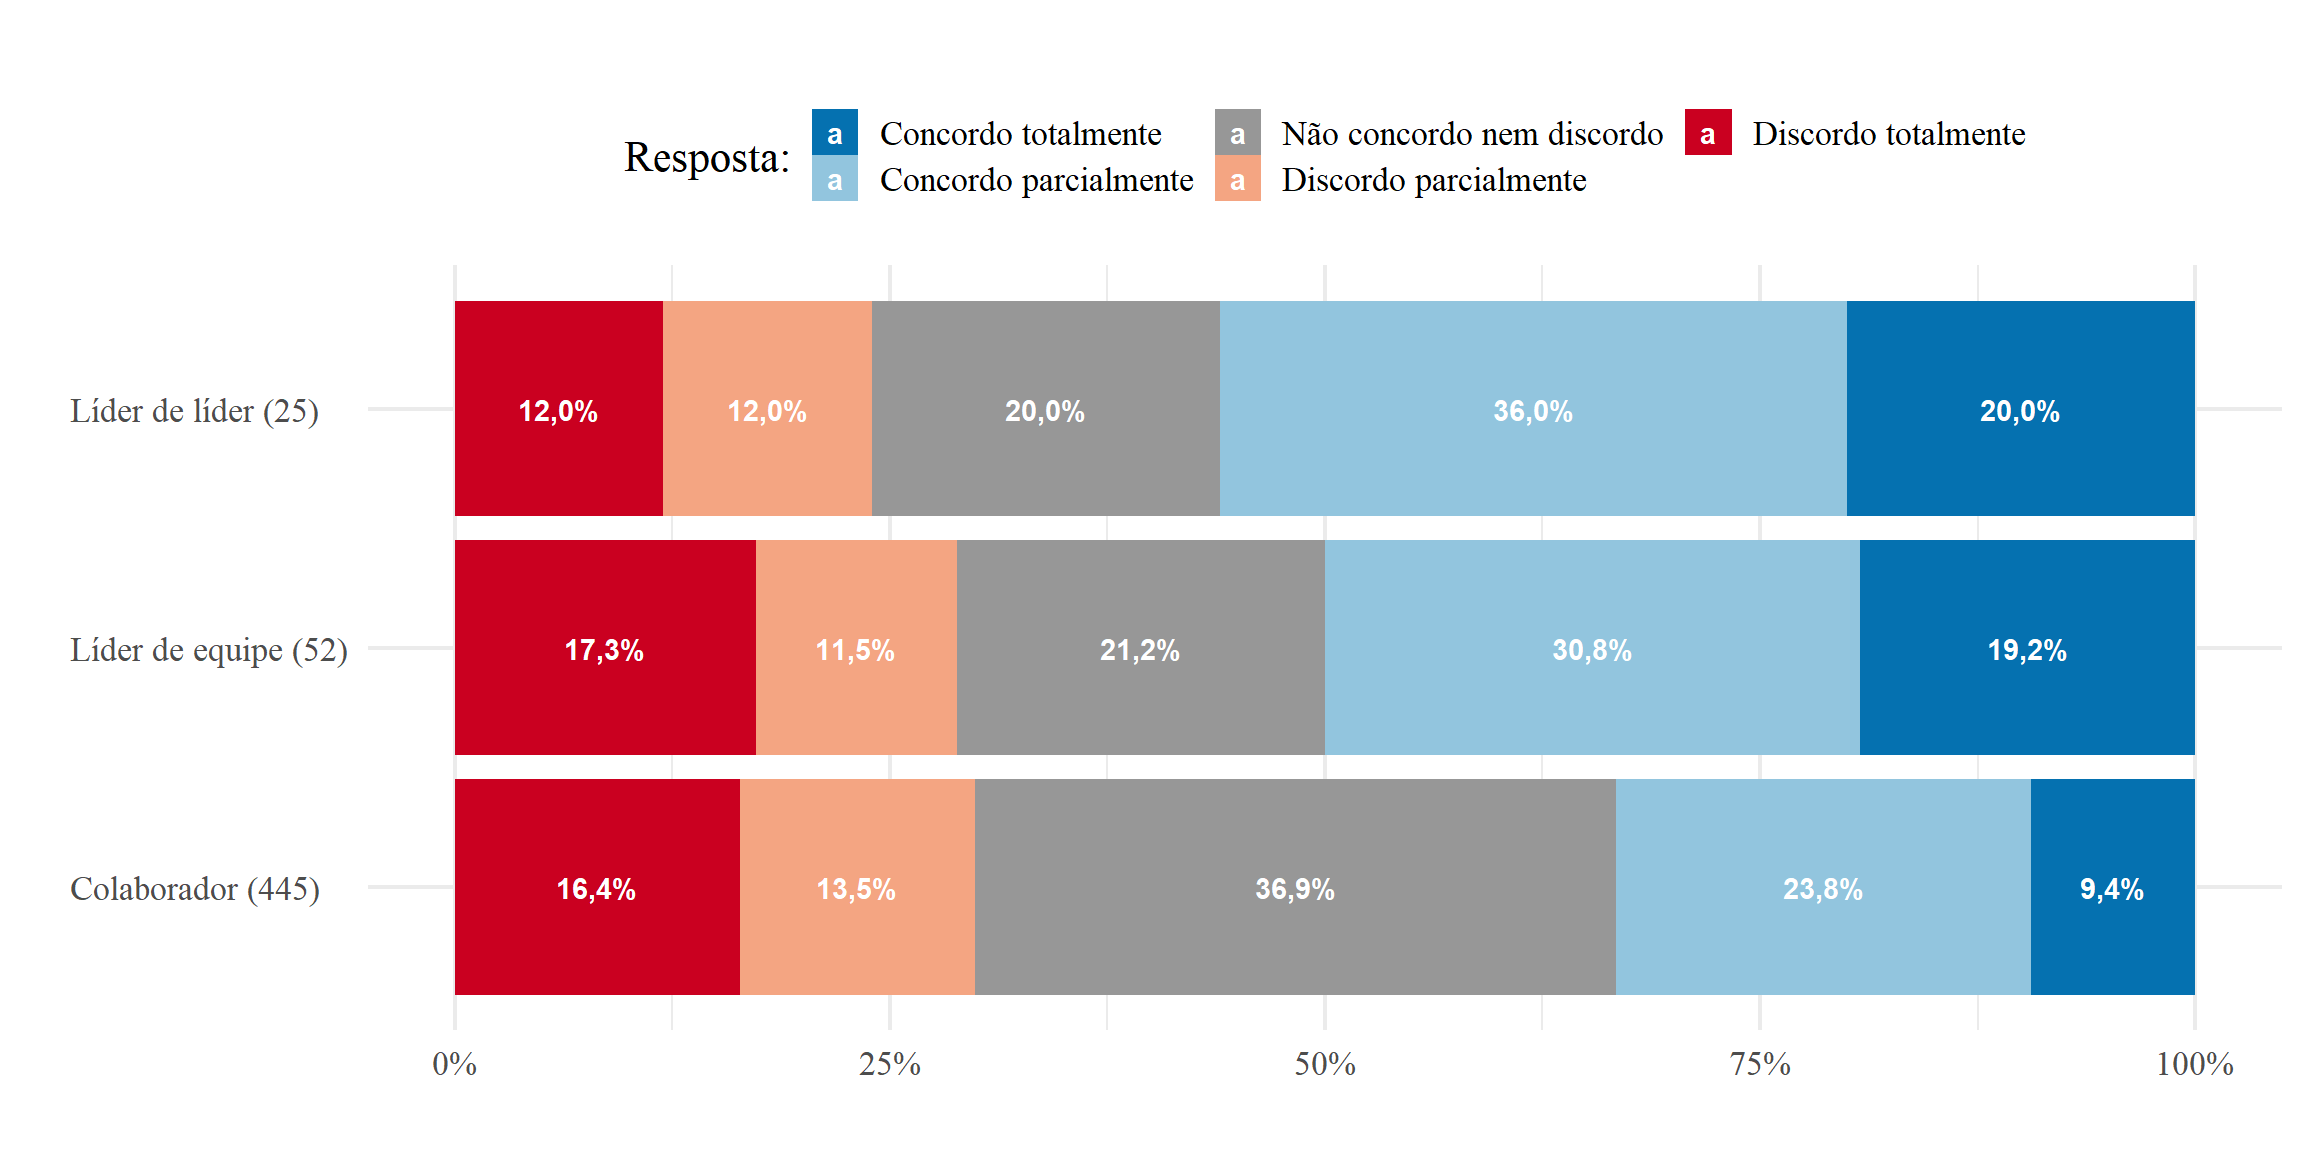 Resposta:
a Concordo totalmente a Não concordo nem discordo a Discordo totalmente
a Concordo parcialmente a Discordo parcialmente
Líder de líder (25) 12,0% 12,0% 20,0% 36,0% 20,0%
Líder de equipe (52) 17,3% 11,5% 21,2% 30,8% 19,2%
Colaborador (445) 16,4% 13,5% 36,9% 23,8% 9,4%
0% 25% 50% 75% 100%